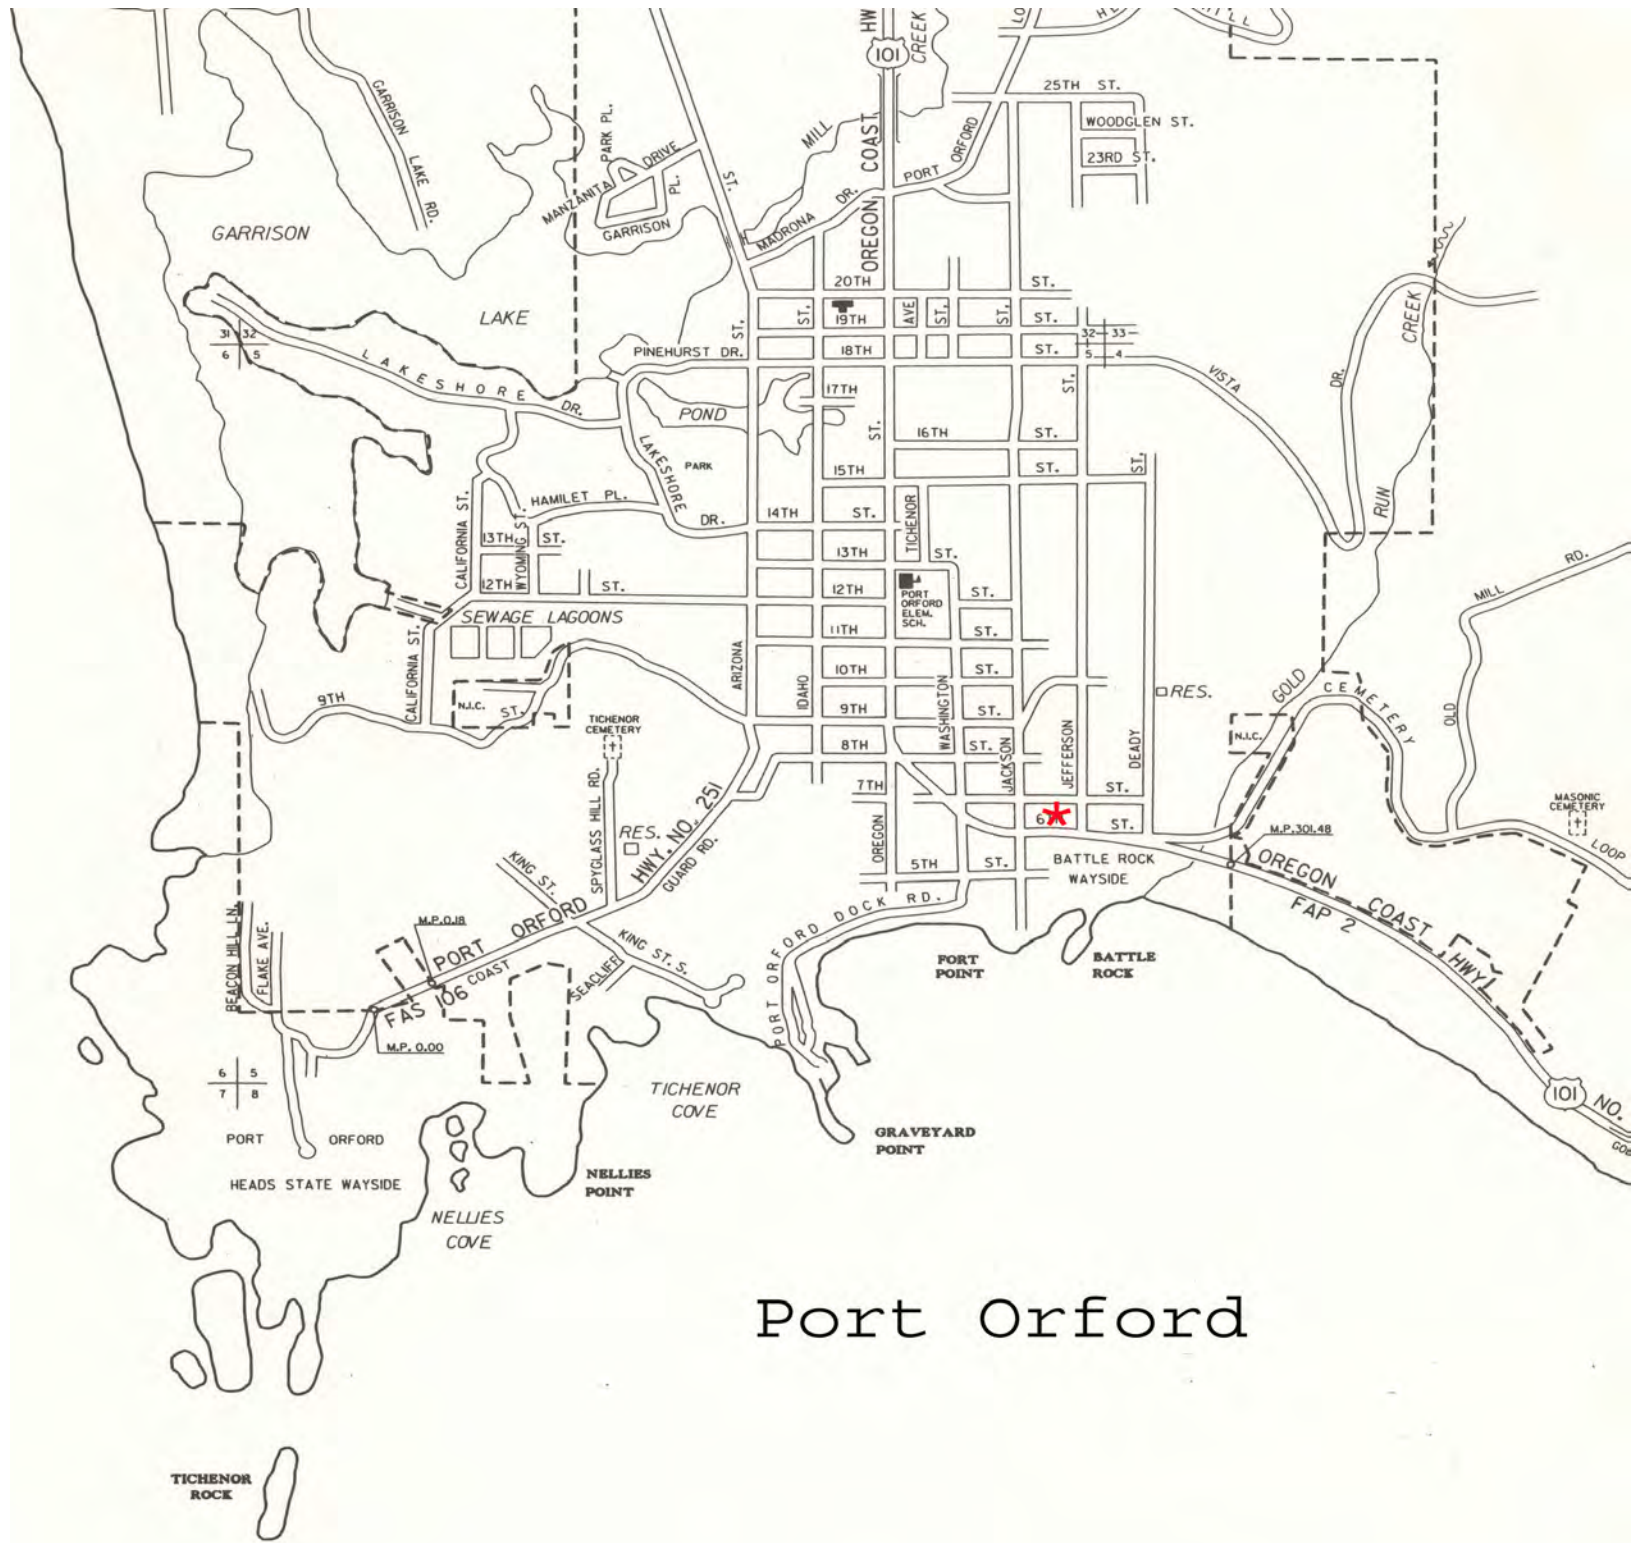 HW
101
CREEK
LO
25TH ST.
WOODGLEN ST.
23RD ST.
GARRISON LAKE RD.
PARK PL.
MANZANITA DRIVE
PL.
GARRISON
ST.
MILL
OREGON COAST
PORT ORFORD
MADRONA DR.
GARRISON
LAKE
20TH ST.
19TH ST.
18TH ST.
ST.
ST.
AVE
ST.
ST.
31 32
6 5
32 33
5 4
PINEHURST DR.
LAKESHORE DR.
POND
PARK
LAKESHORE DR.
17TH
16TH ST.
15TH ST.
ST.
ST.
ST.
VISTA DR.
GOLD RUN CREEK
HAMILET PL.
14TH ST.
TICHENOR
CALIFORNIA ST.
WYOMING ST.
13TH ST.
13TH ST.
12TH ST.
12TH ST.
PORT
ORFORD
ELEM.
SCH.
SEWAGE LAGOONS
11TH ST.
CALIFORNIA ST.
ARIZONA
IDAHO
10TH ST.
WASHINGTON
9TH ST.
N.I.C.
9TH ST.
8TH ST.
JACKSON
JEFFERSON
DEADY
RES.
N.I.C.
CEMETERY
OLD MILL RD.
TICHENOR
CEMETERY
SPYGLASS HILL RD.
RES.
HWY. NO. 251
GUARD RD.
7TH ST.
ST.
OREGON
5TH ST.
BATTLE ROCK
WAYSIDE
M.P.301.48
MASONIC
CEMETERY
LOOP
OREGON COAST HWY.
FAP 2
KING ST.
BEACON HILL LN.
FLAKE AVE.
M.P.0.18
PORT ORFORD
FAS 106
COAST
M.P. 0.00
KING ST. S.
SEACLIFF
PORT ORFORD DOCK RD.
FORT
POINT
BATTLE
ROCK
101
NO.
6 5
7 8
PORT ORFORD
HEADS STATE WAYSIDE
TICHENOR
COVE
GRAVEYARD
POINT
NELLIES
POINT
NELLIES
COVE
Port Orford
TICHENOR
ROCK